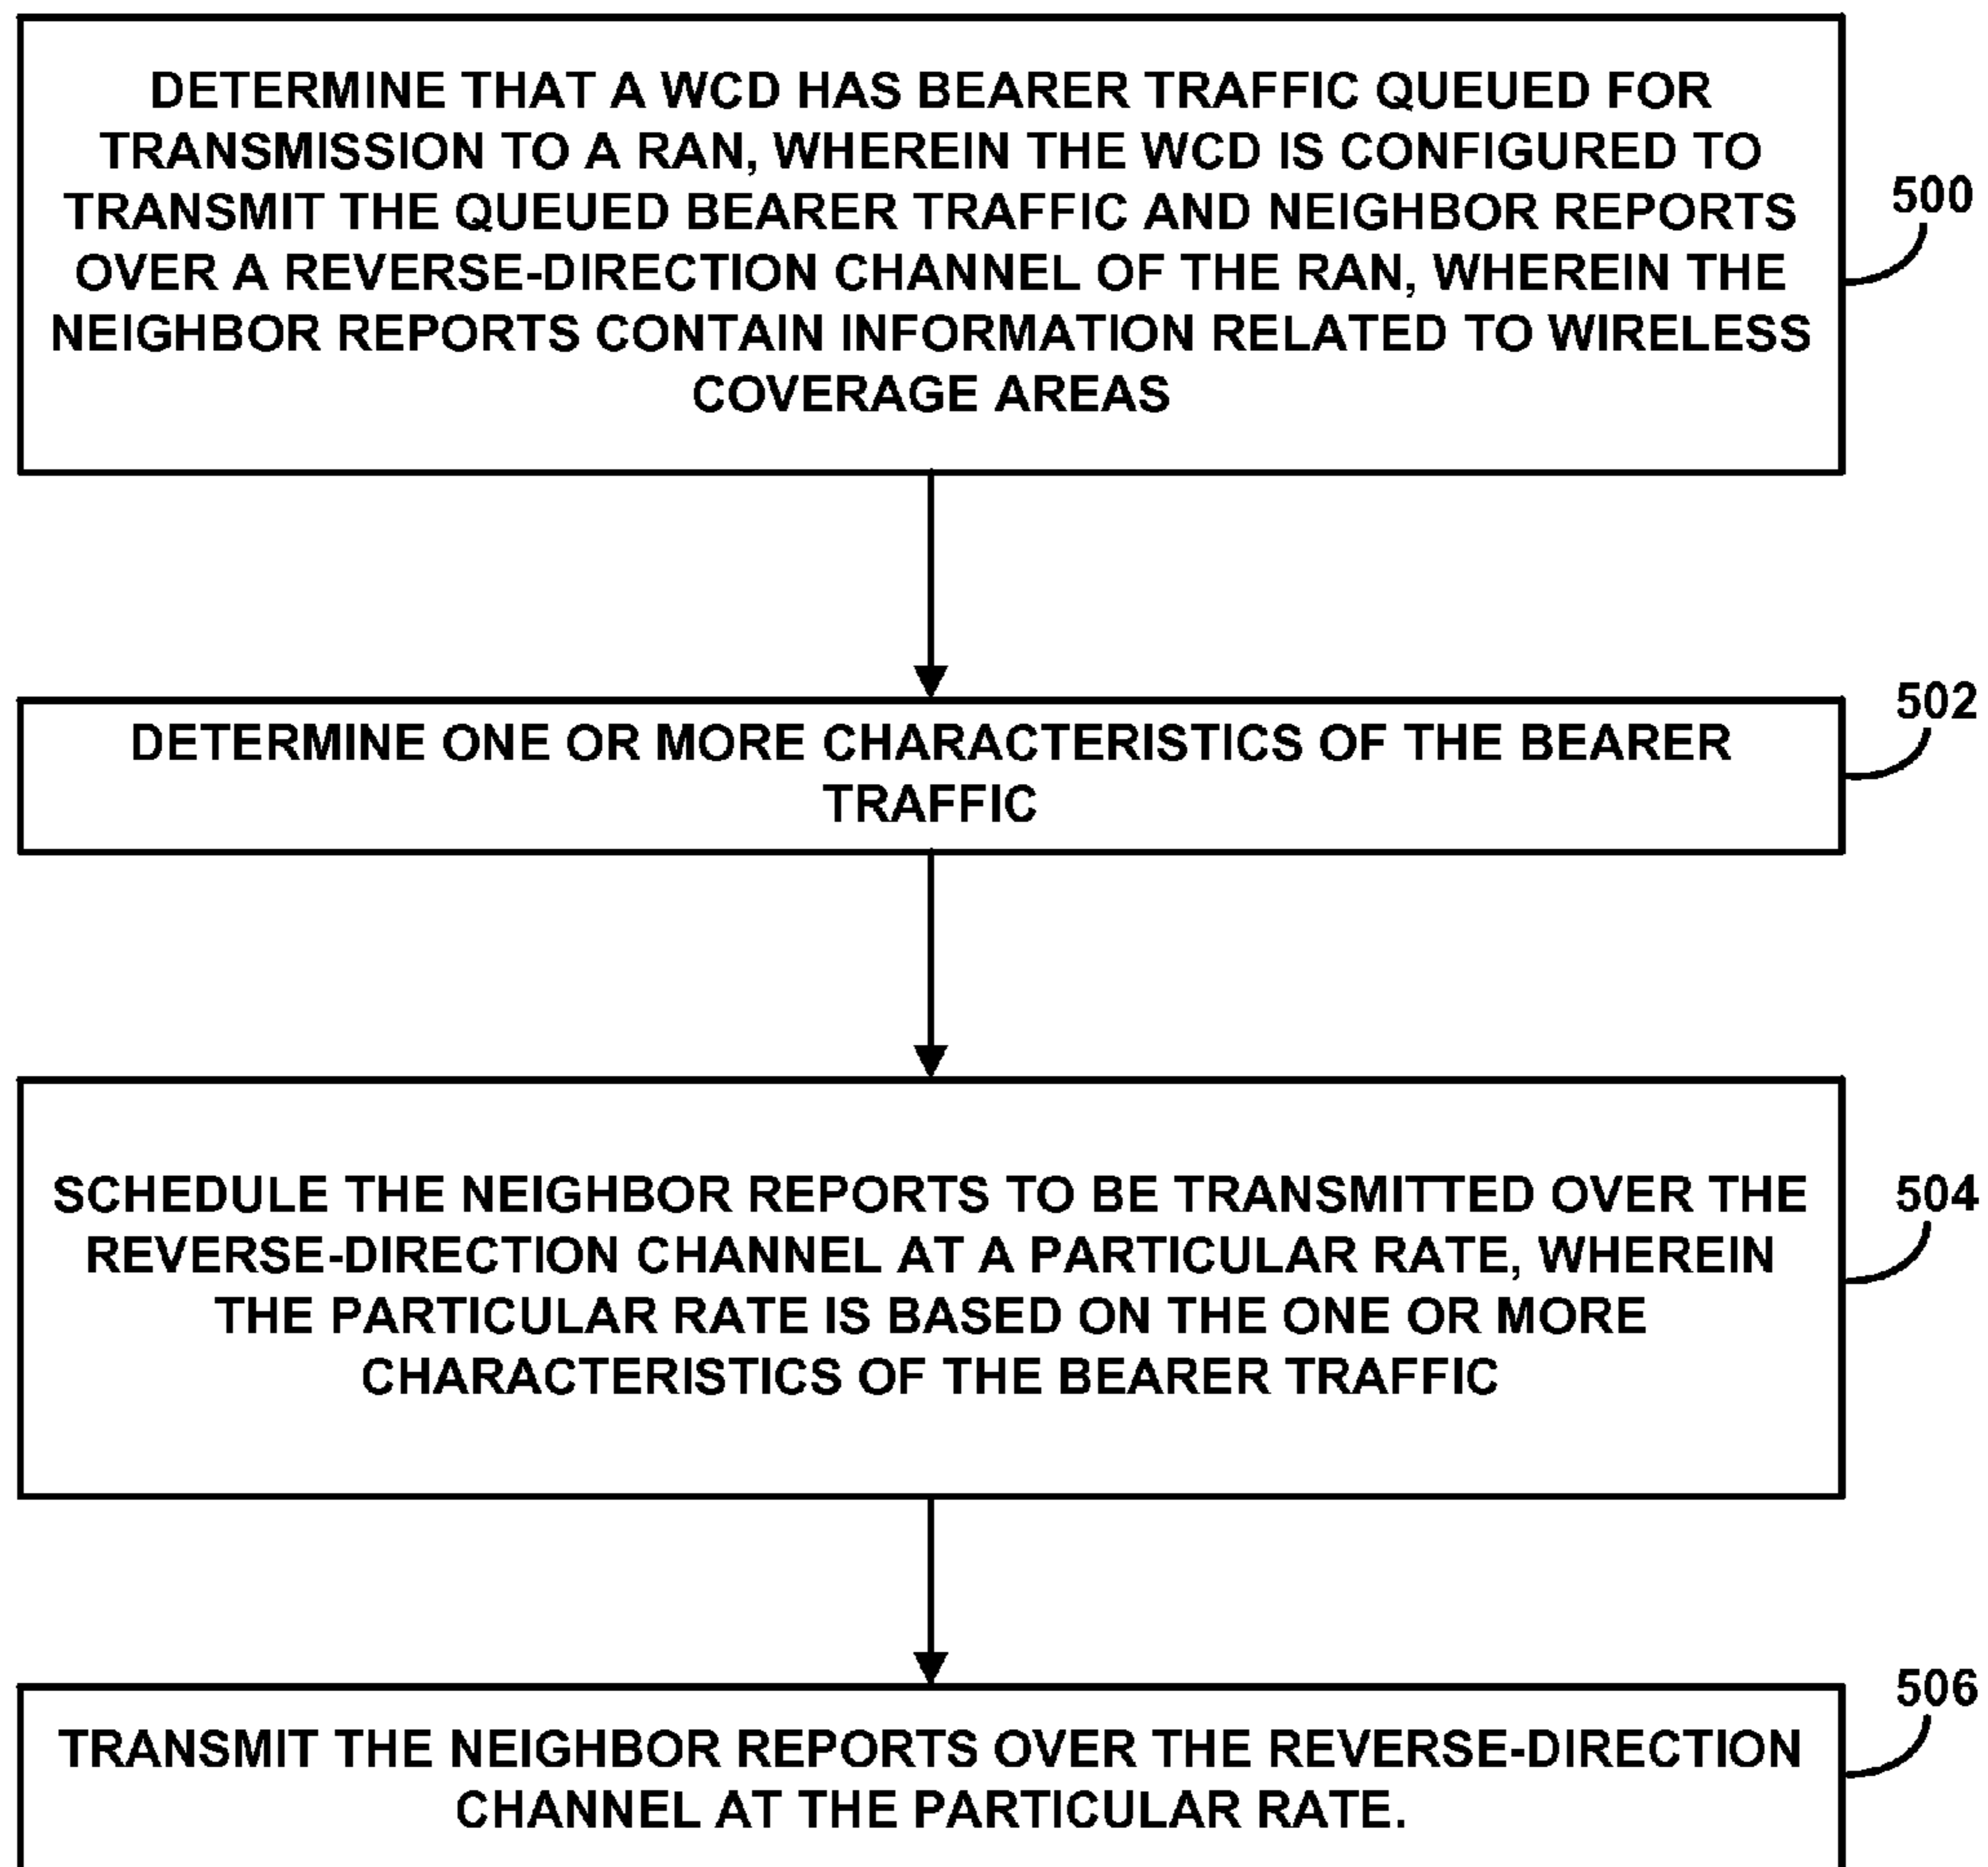 DETERMINE THAT A WCD HAS BEARER TRAFFIC QUEUED FOR
TRANSMISSION TO A RAN, WHEREIN THE WCD IS CONFIGURED TO
TRANSMIT THE QUEUED BEARER TRAFFIC AND NEIGHBOR REPORTS
OVER A REVERSE-DIRECTION CHANNEL OF THE RAN, WHEREIN THE
NEIGHBOR REPORTS CONTAIN INFORMATION RELATED TO WIRELESS
COVERAGE AREAS
500
DETERMINE ONE OR MORE CHARACTERISTICS OF THE BEARER
TRAFFIC
502
SCHEDULE THE NEIGHBOR REPORTS TO BE TRANSMITTED OVER THE
REVERSE-DIRECTION CHANNEL AT A PARTICULAR RATE, WHEREIN
THE PARTICULAR RATE IS BASED ON THE ONE OR MORE
CHARACTERISTICS OF THE BEARER TRAFFIC
504
TRANSMIT THE NEIGHBOR REPORTS OVER THE REVERSE-DIRECTION
CHANNEL AT THE PARTICULAR RATE.
506